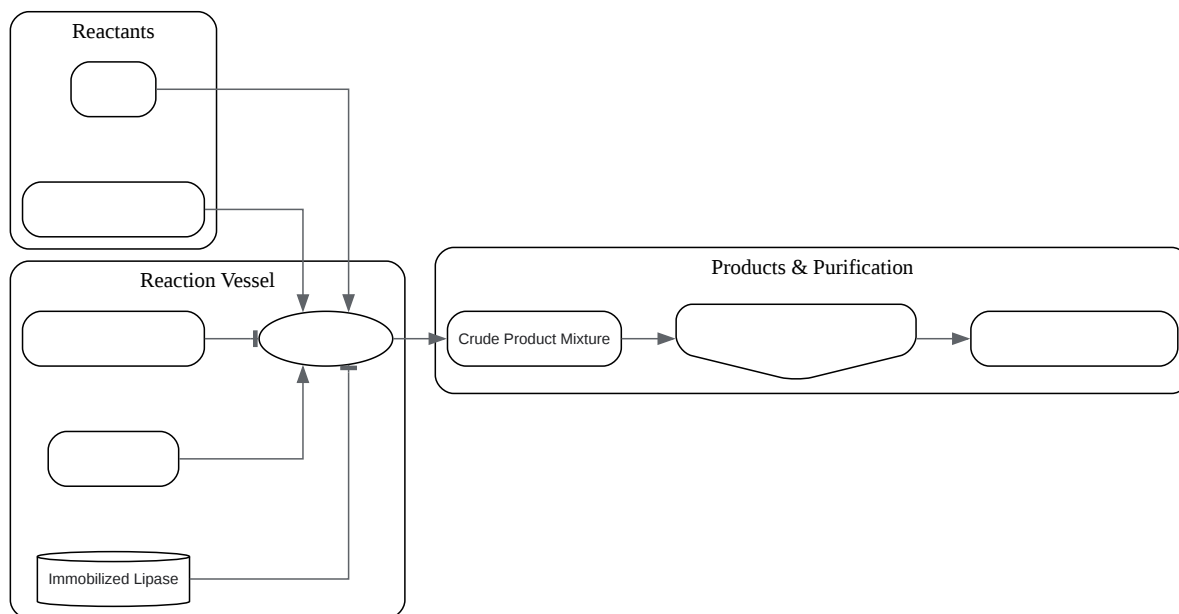 Reactants
Reaction Vessel
Products & Purification
Crude Product Mixture
Immobilized Lipase